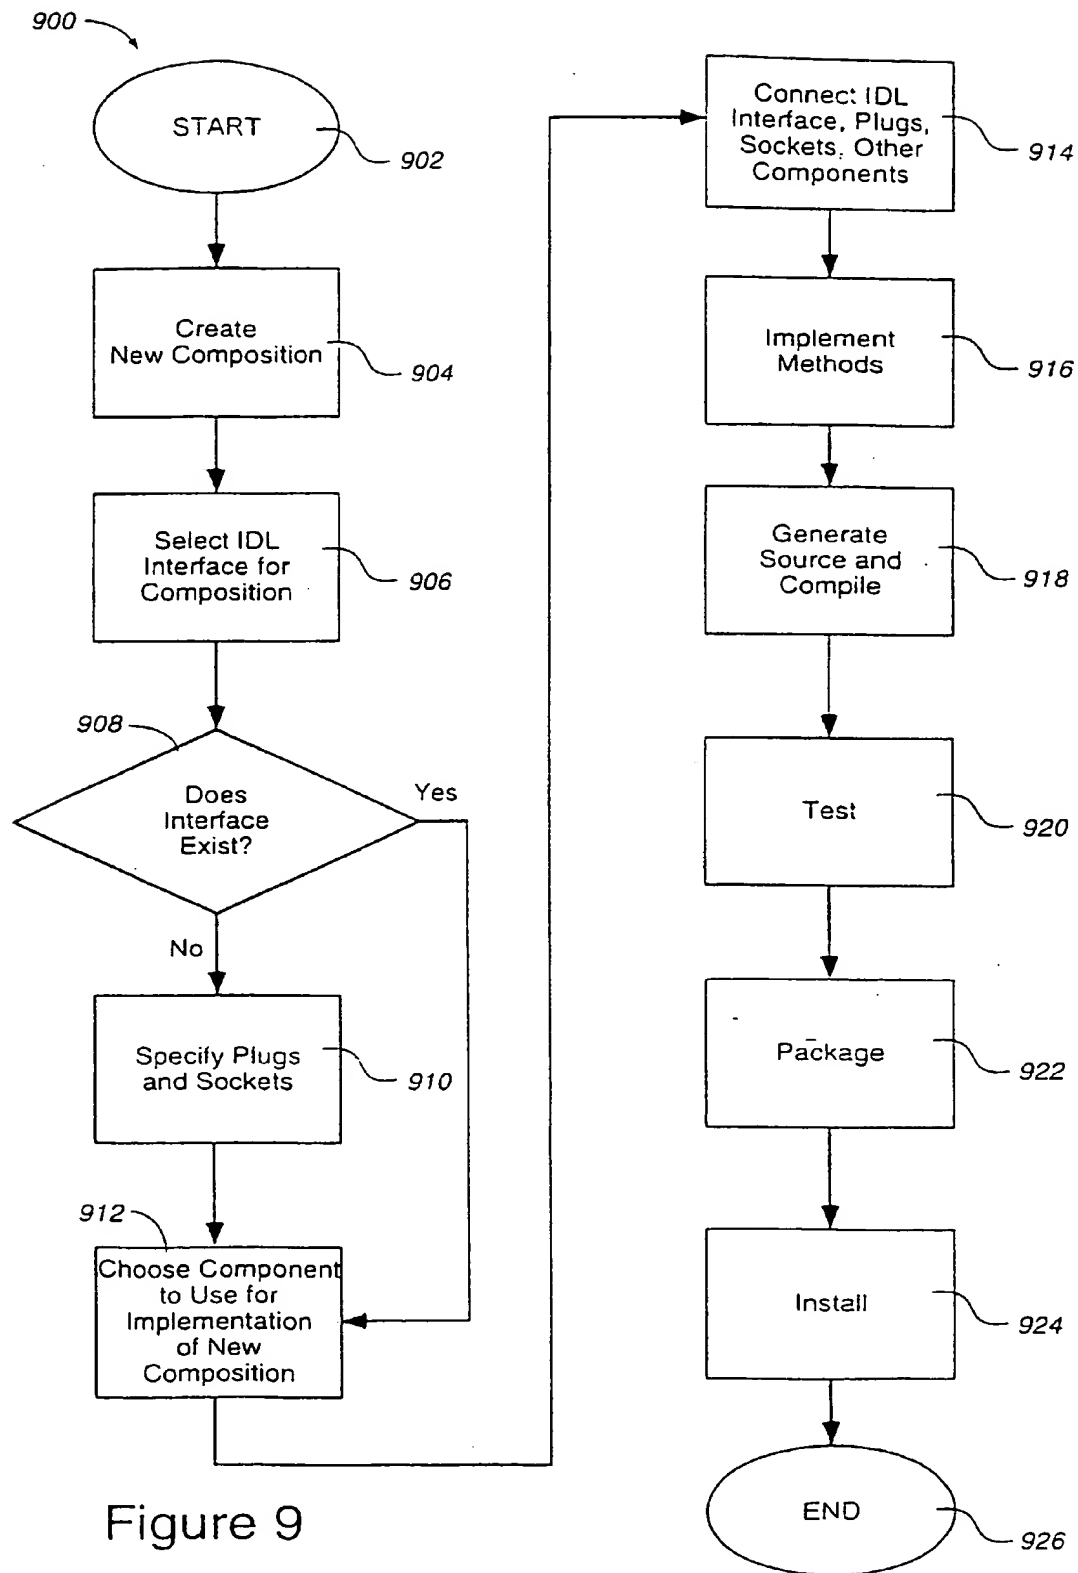 900
START
902
Create
New Composition
904
Select IDL
Interface for
Composition
906
908
Does
Interface
Exist?
Yes
No
Specify Plugs
and Sockets
910
912
Choose Component
to Use for
Implementation
of New
Composition
Connect IDL
Interface, Plugs,
Sockets, Other
Components
914
Implement
Methods
916
Generate
Source and
Compile
918
Test
920
Package
922
Install
924
END
926
Figure 9